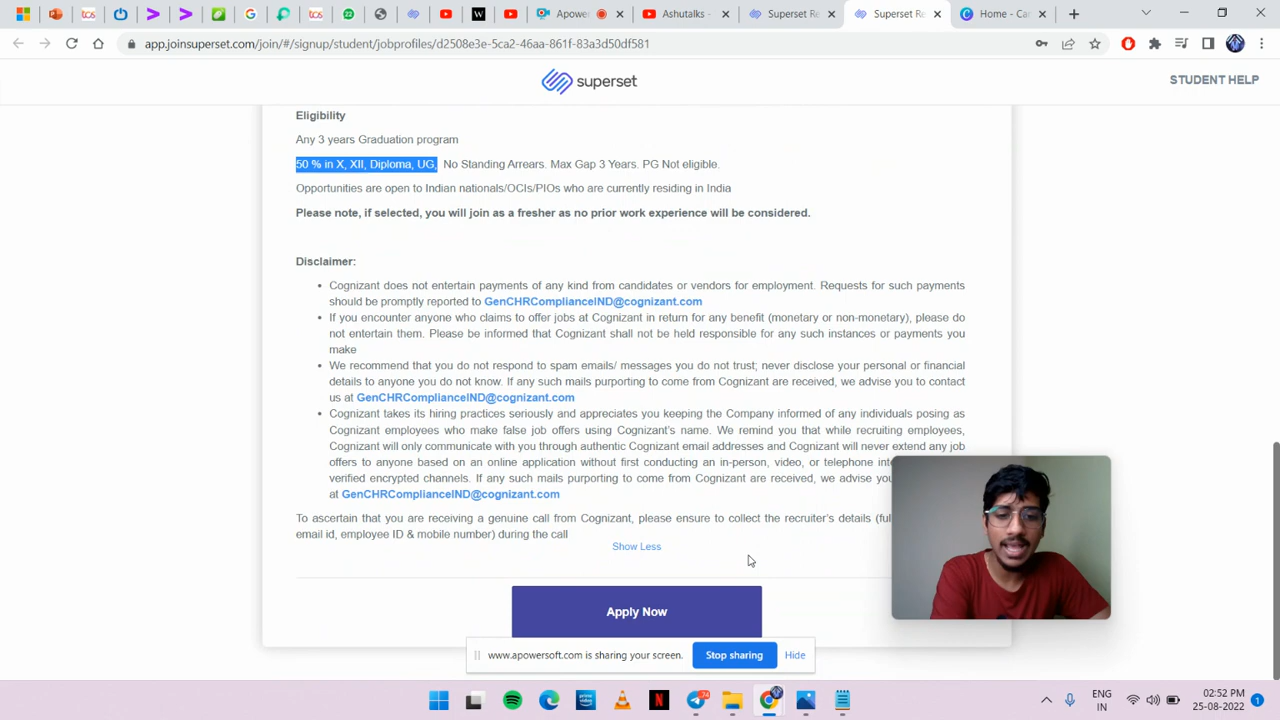 Apower
Ashutalks -
Superset Re
Superset Re
Home - Can
app.joinsuperset.com/join/#/signup/student/jobprofiles/d2508e3e-5ca2-46aa-861f-83a3d50df581
superset
STUDENT HELP
Eligibility
Any 3 years Graduation program
50 % in X, XII, Diploma, UG, No Standing Arrears. Max Gap 3 Years. PG Not eligible.
Opportunities are open to Indian nationals/OCIs/PIOs who are currently residing in India
Please note, if selected, you will join as a fresher as no prior work experience will be considered.
Disclaimer:
• Cognizant does not entertain payments of any kind from candidates or vendors for employment. Requests for such payments
should be promptly reported to GenCHRComplianceIND@cognizant.com
• If you encounter anyone who claims to offer jobs at Cognizant in return for any benefit (monetary or non-monetary), please do
not entertain them. Please be informed that Cognizant shall not be held responsible for any such instances or payments you
make
• We recommend that you do not respond to spam emails/ messages you do not trust; never disclose your personal or financial
details to anyone you do not know. If any such mails purporting to come from Cognizant are received, we advise you to contact
us at GenCHRComplianceIND@cognizant.com
• Cognizant takes its hiring practices seriously and appreciates you keeping the Company informed of any individuals posing as
Cognizant employees who make false job offers using Cognizant's name. We remind you that while recruiting employees,
Cognizant will only communicate with you through authentic Cognizant email addresses and Cognizant will never extend any job
offers to anyone based on an online application without first conducting an in-person, video, or telephone
verified encrypted channels. If any such mails purporting to come from Cognizant are received, we advise
at GenCHRComplianceIND@cognizant.com
To ascertain that you are receiving a genuine call from Cognizant, please ensure to collect the recruiter's details
email id, employee ID & mobile number) during the call
Show Less
Apply Now
www.apowersoft.com is sharing your screen.
Stop sharing
Hide
74
ENG
IN
02:52 PM
25-08-2022
1